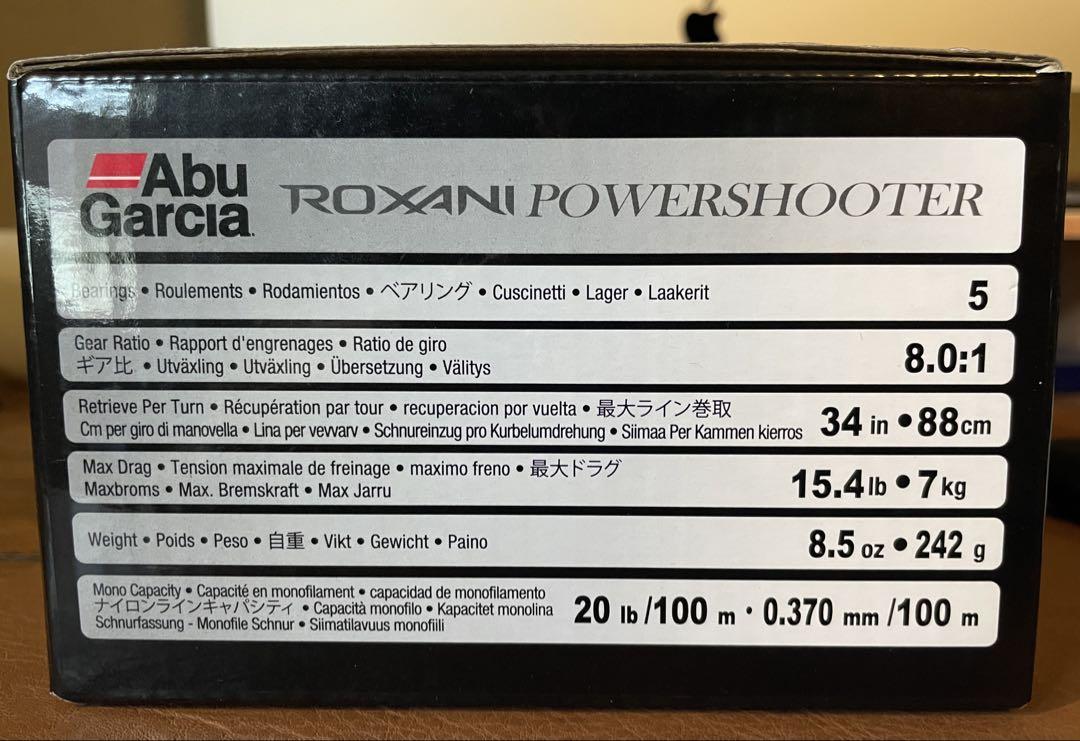 Abu
Garcia
ROXANI POWERSHOOTER
Bearings • Roulements • Rodamientos • ベアリング • Cuscinetti • Lager • Laakerit
5
Gear Ratio • Rapport d'engrenages • Ratio de giro
ギア比 • Utväxling • Utväxling • Übersetzung • Välitys
8.0:1
Retrieve Per Turn • Récupération par tour • recuperacion por vuelta • 最大ライン巻取
Cm per giro di manovella • Lina per vevvarv • Schnureinzug pro Kurbelumdrehung • Siimaa Per Kammen kierros
34 in • 88cm
Max Drag • Tension maximale de freinage • maximo freno • 最大ドラグ
Maxbroms • Max. Bremskraft • Max Jarru
15.4lb • 7kg
Weight • Poids • Peso • 自重 • Vikt • Gewicht • Paino
8.5 oz • 242 g
Mono Capacity • Capacité en monofilament • capacidad de monofilamento
ナイロンラインキャパシティ • Capacità monofilo • Kapacitet monolina
Schnurfassung - Monofile Schnur • Siimatilavuus monofiili
20 lb /100 m · 0.370 mm /100 m